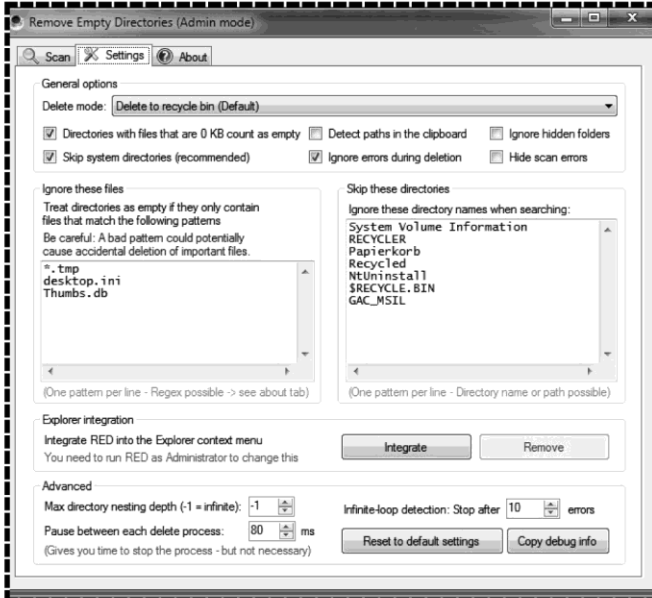 Remove Empty Directories (Admin mode)
Scan Settings About
General options
Delete mode: Delete to recycle bin (Default)
Directories with files that are 0 KB count as empty Detect paths in the clipboard Ignore hidden folders
Skip system directories (recommended) Ignore errors during deletion Hide scan errors
Ignore these files
Treat directories as empty if they only contain
files that match the following patterns
Be careful: A bad pattern could potentially
cause accidental deletion of important files.
*.tmp
desktop.ini
Thumbs.db
(One pattern per line - Regex possible -> see about tab)
Skip these directories
Ignore these directory names when searching:
System Volume Information
RECYCLER
Papierkorb
Recycled
NtUninstall
$RECYCLE.BIN
GAC_MSIL
(One pattern per line - Directory name or path possible)
Explorer integration
Integrate RED into the Explorer context menu
You need to run RED as Administrator to change this
Integrate Remove
Advanced
Max directory nesting depth (-1 = infinite): -1
Pause between each delete process: 80 ms
(Gives you time to stop the process - but not necessary)
Infinite-loop detection: Stop after 10 errors
Reset to default settings Copy debug info